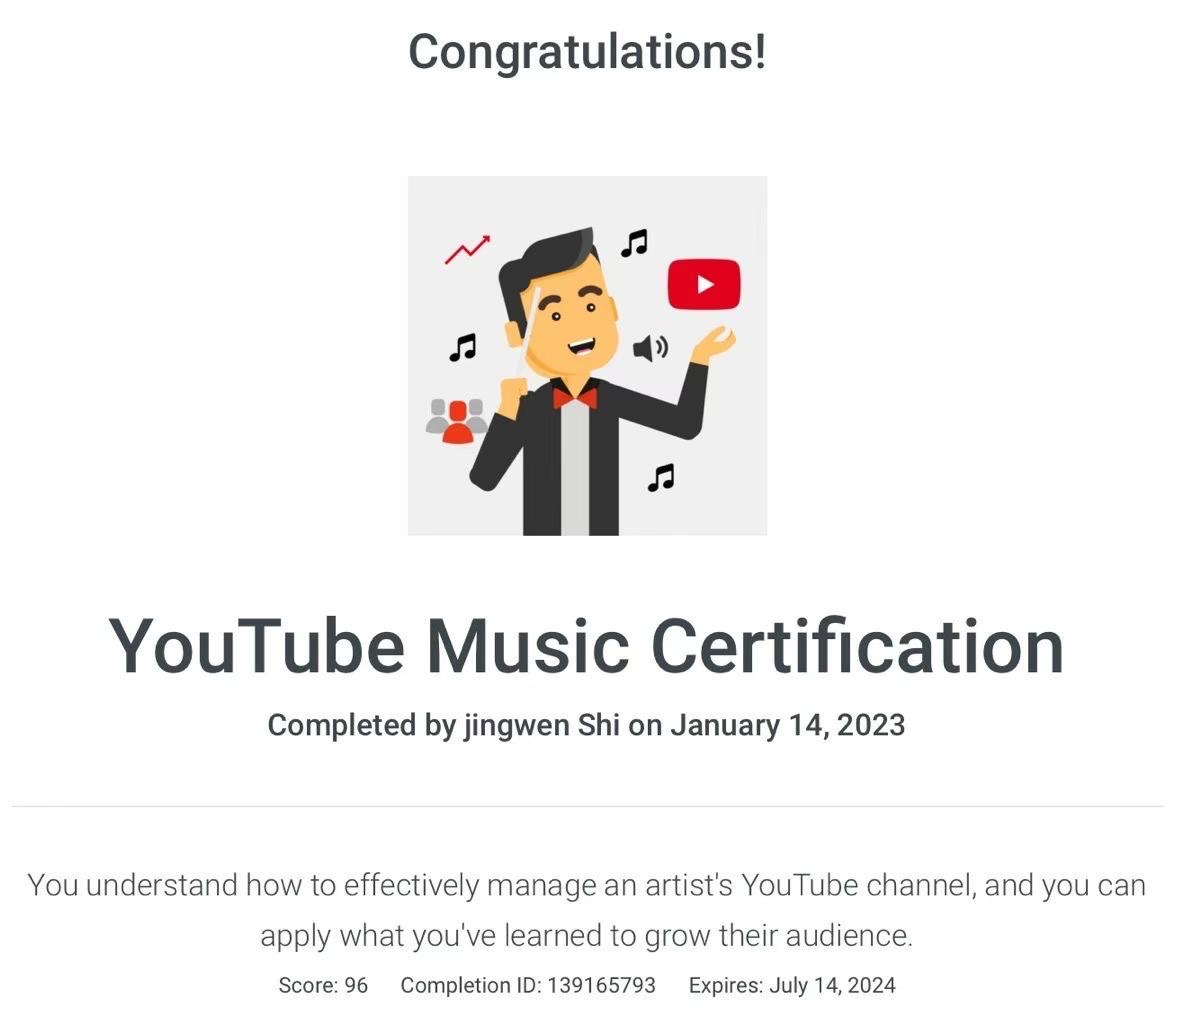 Congratulations!
YouTube Music Certification
Completed by jingwen Shi on January 14, 2023
You understand how to effectively manage an artist's YouTube channel, and you can
apply what you've learned to grow their audience.
Score: 96 Completion ID: 139165793 Expires: July 14, 2024